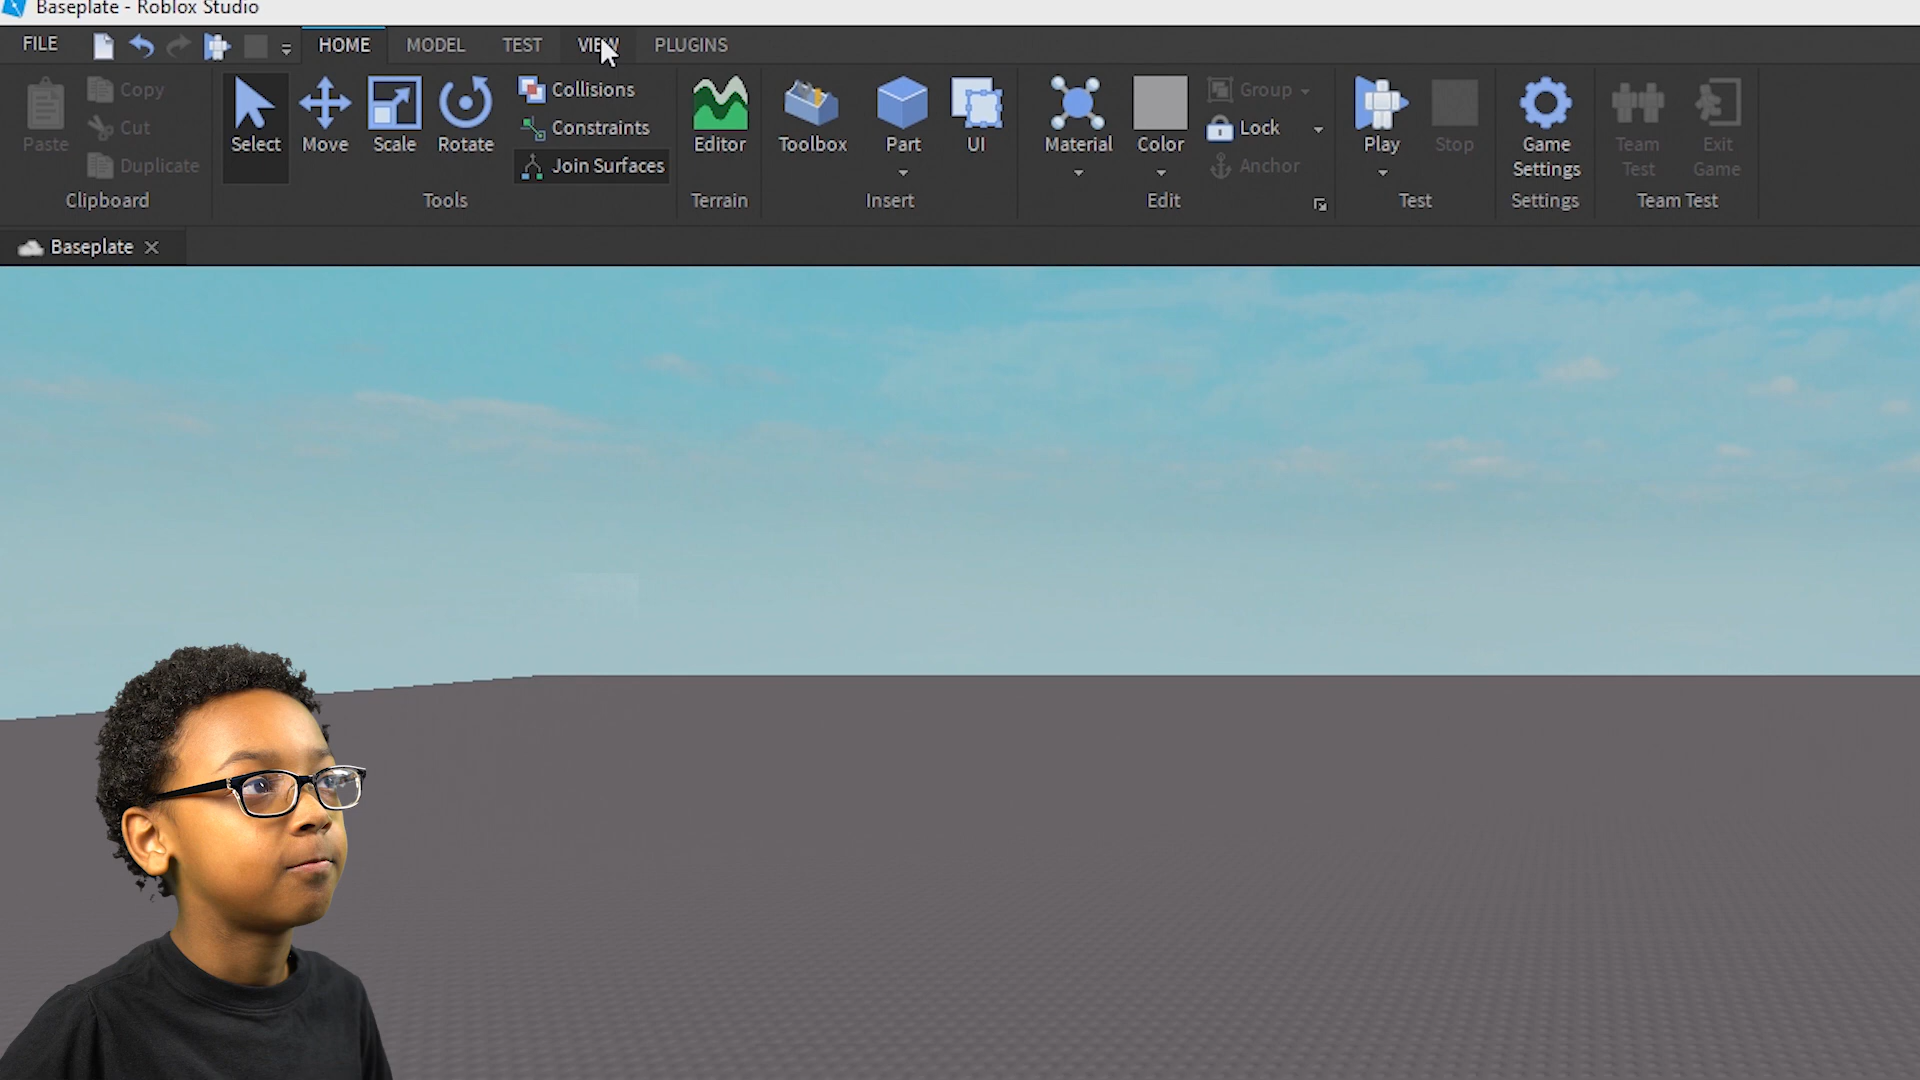 Baseplate - Roblox Studio
FILE HOME MODEL TEST VIEW PLUGINS
Paste
Copy
Cut
Duplicate
Clipboard
Select Move Scale Rotate
Collisions
Constraints
Join Surfaces
Tools
Editor
Terrain
Toolbox Part UI
Insert
Material Color
Group
Lock
Anchor
Edit
Play Stop
Test
Game
Settings
Settings
Team
Test
Exit
Game
Team Test
Baseplate